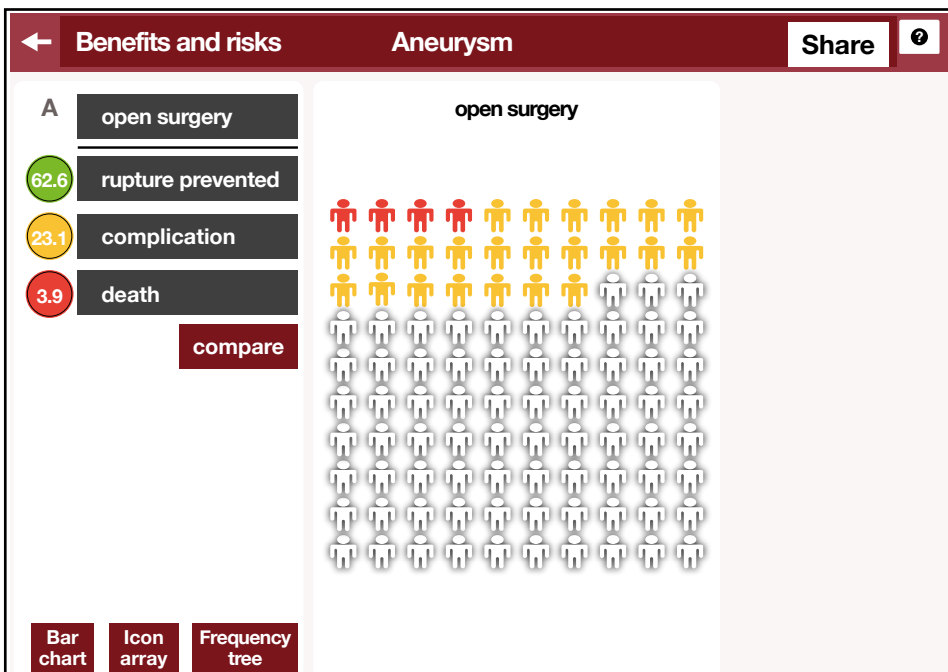 Benefits and risks
Aneurysm
Share
?
A
open surgery
62.6
rupture prevented
23.1
complication
3.9
death
compare
open surgery
Bar
chart
Icon
array
Frequency
tree